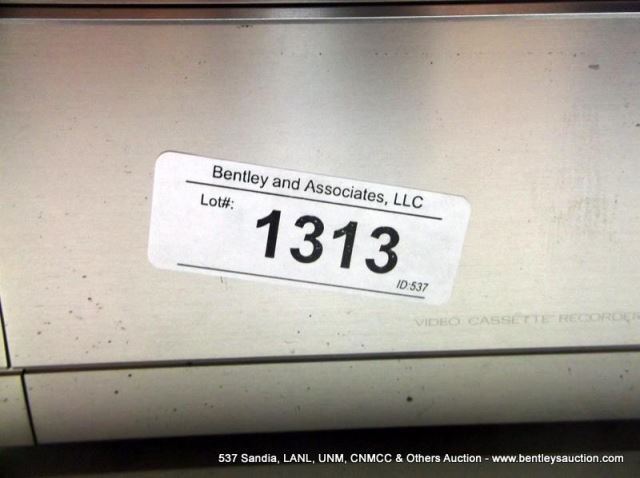 Bentley and Associates, LLC
Lot#:
1313
ID:537
VIDEO CASSETTE RECORDER
537 Sandia, LANL, UNM, CNMCC & Others Auction - www.bentleysauction.com